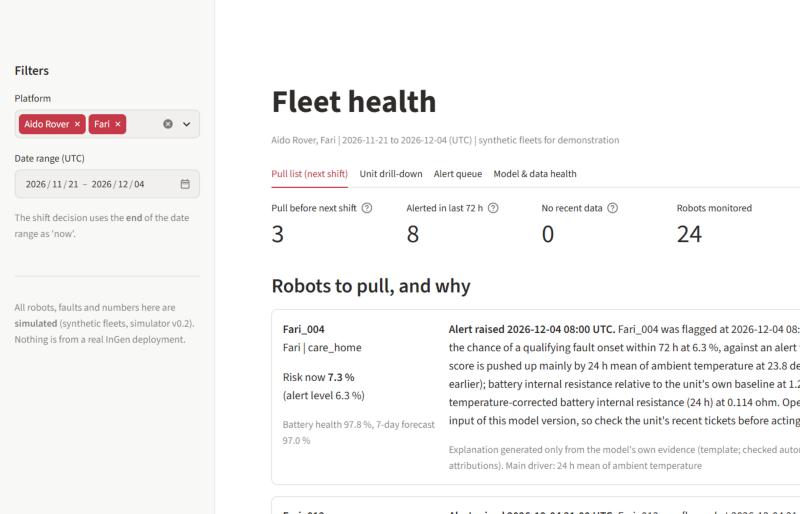 Filters
Platform
Aido Rover × Fari ×
Date range (UTC)
2026/11/21 – 2026/12/04
The shift decision uses the end of the date
range as 'now'.
All robots, faults and numbers here are
simulated (synthetic fleets, simulator v0.2).
Nothing is from a real InGen deployment.
Fleet health
Aido Rover, Fari | 2026-11-21 to 2026-12-04 (UTC) | synthetic fleets for demonstration
Pull list (next shift) Unit drill-down Alert queue Model & data health
Pull before next shift Alerted in last 72 h No recent data Robots monitored
3 8 0 24
Robots to pull, and why
Fari_004
Fari | care_home
Risk now 7.3 %
(alert level 6.3 %)
Battery health 97.8 %, 7-day forecast
97.0 %
Alert raised 2026-12-04 08:00 UTC. Fari_004 was flagged at 2026-12-04 08:
the chance of a qualifying fault onset within 72 h at 6.3 %, against an alert
score is pushed up mainly by 24 h mean of ambient temperature at 23.8 de
earlier); battery internal resistance relative to the unit's own baseline at 1.2
temperature-corrected battery internal resistance (24 h) at 0.114 ohm. Ope
input of this model version, so check the unit's recent tickets before acting
Explanation generated only from the model's own evidence (template; checked auto
attributions). Main driver: 24 h mean of ambient temperature